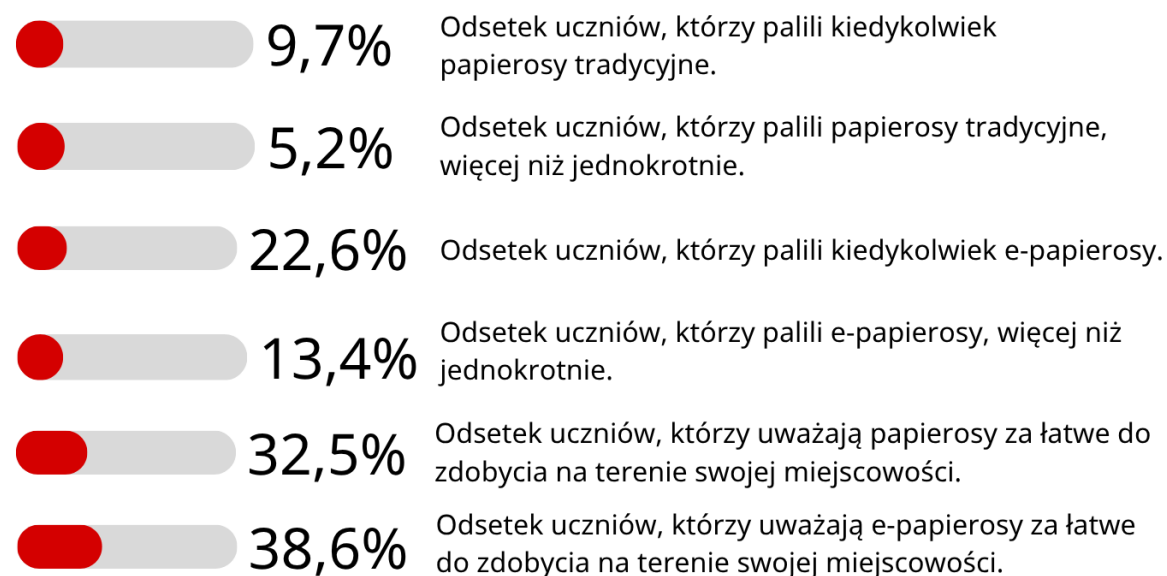 9,7%
Odsetek uczniów, którzy palili kiedykolwiek
papierosy tradycyjne.
5,2%
Odsetek uczniów, którzy palili papierosy tradycyjne,
więcej niż jednokrotnie.
22,6%
Odsetek uczniów, którzy palili kiedykolwiek e-papierosy.
13,4%
Odsetek uczniów, którzy palili e-papierosy, więcej niż
jednokrotnie.
32,5%
Odsetek uczniów, którzy uważają papierosy za łatwe do
zdobycia na terenie swojej miejscowości.
38,6%
Odsetek uczniów, którzy uważają e-papierosy za łatwe
do zdobycia na terenie swojej miejscowości.